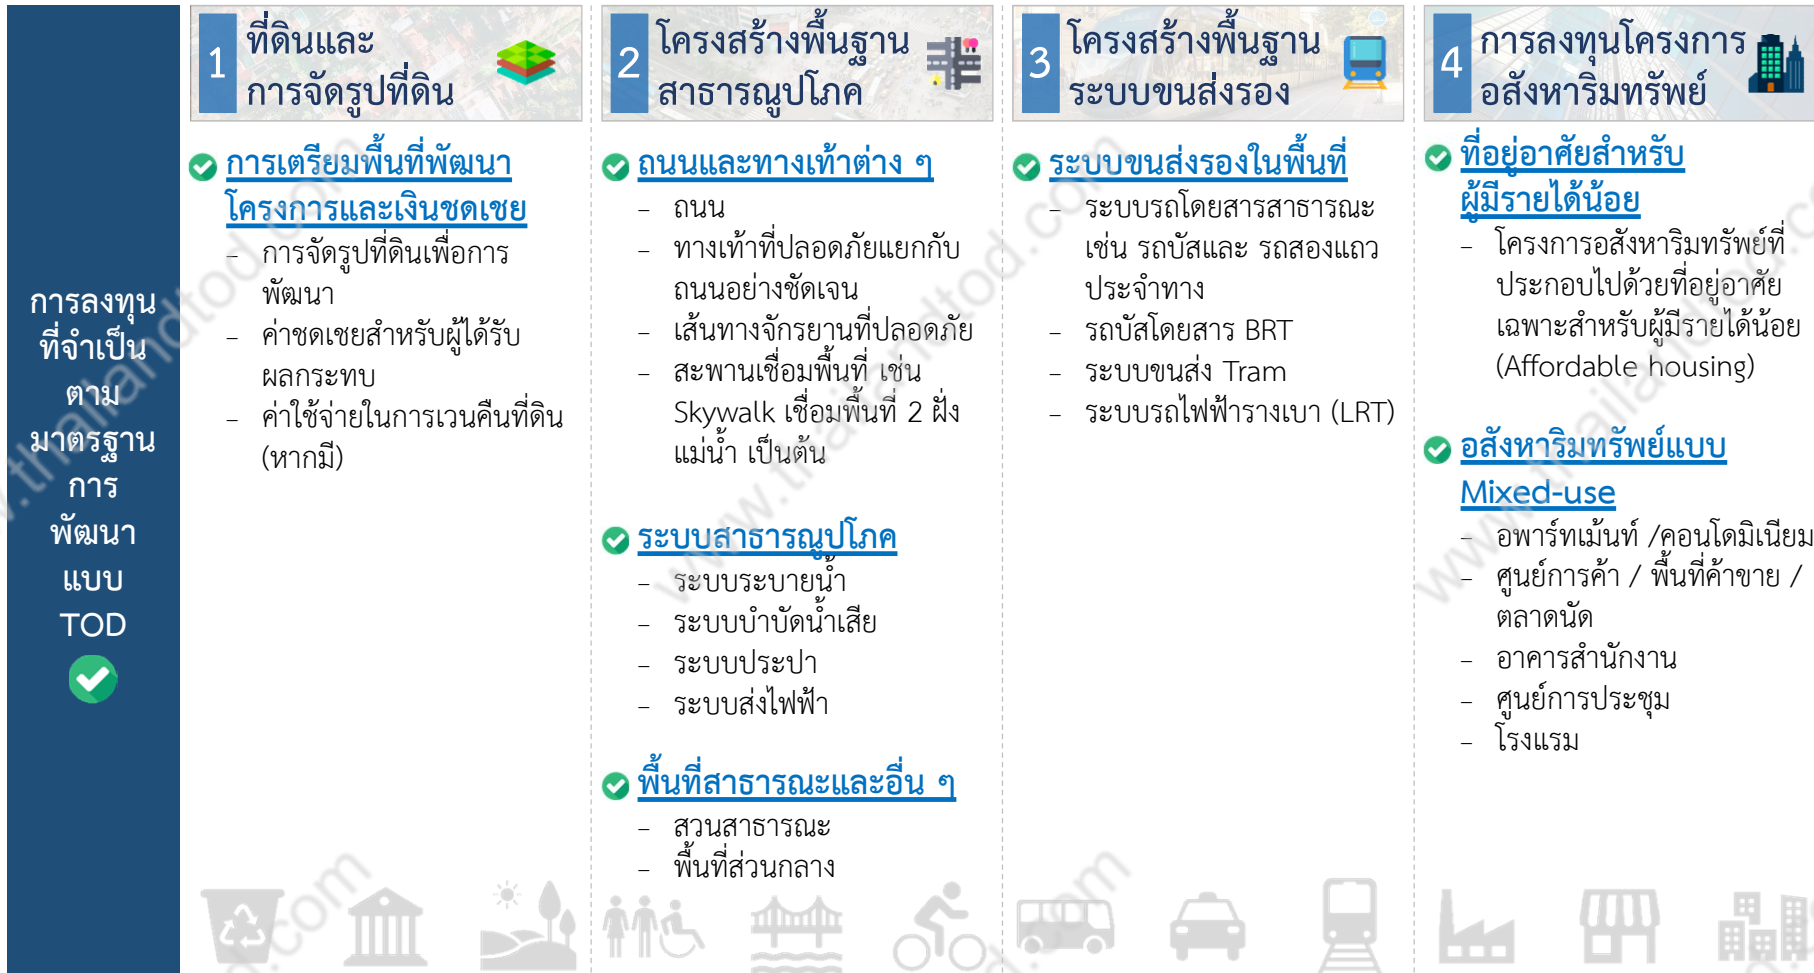 การลงทุน
ที่จำเป็น
ตาม
มาตรฐาน
การ
พัฒนา
แบบ
TOD
1
ที่ดินและ
การจัดรูปที่ดิน
การเตรียมพื้นที่พัฒนา
โครงการและเงินชดเชย
- การจัดรูปที่ดินเพื่อการ
พัฒนา
- ค่าชดเชยสำหรับผู้ได้รับ
ผลกระทบ
- ค่าใช้จ่ายในการเวนคืนที่ดิน
(หากมี)
2
โครงสร้างพื้นฐาน
สาธารณูปโภค
ถนนและทางเท้าต่าง ๆ
- ถนน
- ทางเท้าที่ปลอดภัยแยกกับ
ถนนอย่างชัดเจน
- เส้นทางจักรยานที่ปลอดภัย
- สะพานเชื่อมพื้นที่ เช่น
Skywalk เชื่อมพื้นที่ 2 ฝั่ง
แม่น้ำ เป็นต้น
ระบบสาธารณูปโภค
- ระบบระบายน้ำ
- ระบบบำบัดน้ำเสีย
- ระบบประปา
- ระบบส่งไฟฟ้า
พื้นที่สาธารณะและอื่น ๆ
- สวนสาธารณะ
- พื้นที่ส่วนกลาง
3
โครงสร้างพื้นฐาน
ระบบขนส่งรอง
ระบบขนส่งรองในพื้นที่
- ระบบรถโดยสารสาธารณะ
เช่น รถบัสและ รถสองแถว
ประจำทาง
- รถบัสโดยสาร BRT
- ระบบขนส่ง Tram
- ระบบรถไฟฟ้ารางเบา (LRT)
4
การลงทุนโครงการ
อสังหาริมทรัพย์
ที่อยู่อาศัยสำหรับ
ผู้มีรายได้น้อย
- โครงการอสังหาริมทรัพย์ที่
ประกอบไปด้วยที่อยู่อาศัย
เฉพาะสำหรับผู้มีรายได้น้อย
(Affordable housing)
อสังหาริมทรัพย์แบบ
Mixed-use
- อพาร์ทเม้นท์ /คอนโดมิเนียม
- ศูนย์การค้า / พื้นที่ค้าขาย /
ตลาดนัด
- อาคารสำนักงาน
- ศูนย์การประชุม
- โรงแรม
www.thailandtod.com